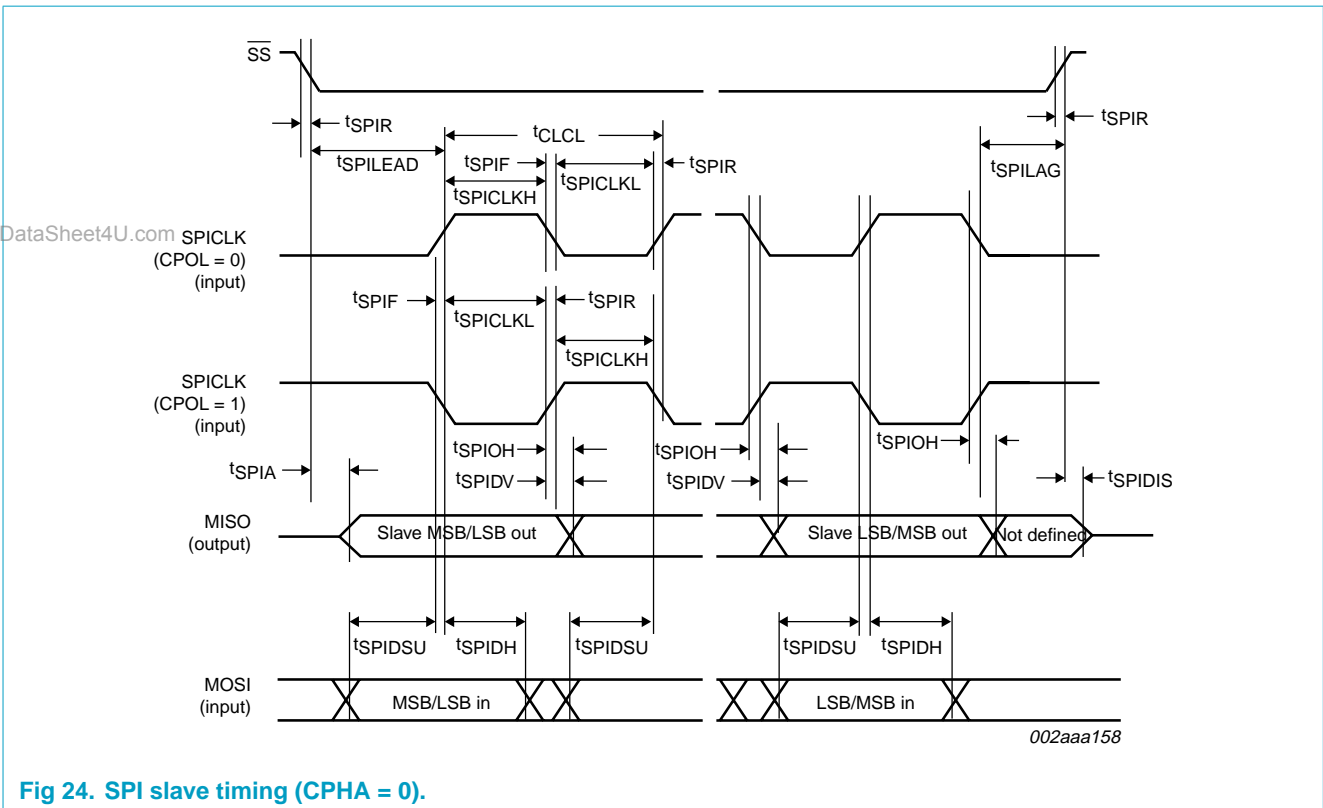 SS
tSPIR
tCLCL
tSPIR
tSPILEAD
tSPIF
tSPICLKL
tSPIR
tSPILAG
tSPICLKH
DataSheet4U.com
SPICLK
(CPOL = 0)
(input)
tSPIF
tSPIR
tSPICLKL
tSPICLKH
SPICLK
(CPOL = 1)
(input)
tSPIOH
tSPIOH
tSPIOH
tSPIA
tSPIDV
tSPIDV
tSPIDIS
MISO
(output)
Slave MSB/LSB out
Slave LSB/MSB out
Not defined
tSPIDSU
tSPIDH
tSPIDSU
tSPIDSU
tSPIDH
MOSI
(input)
MSB/LSB in
LSB/MSB in
002aaa158
Fig 24. SPI slave timing (CPHA = 0).